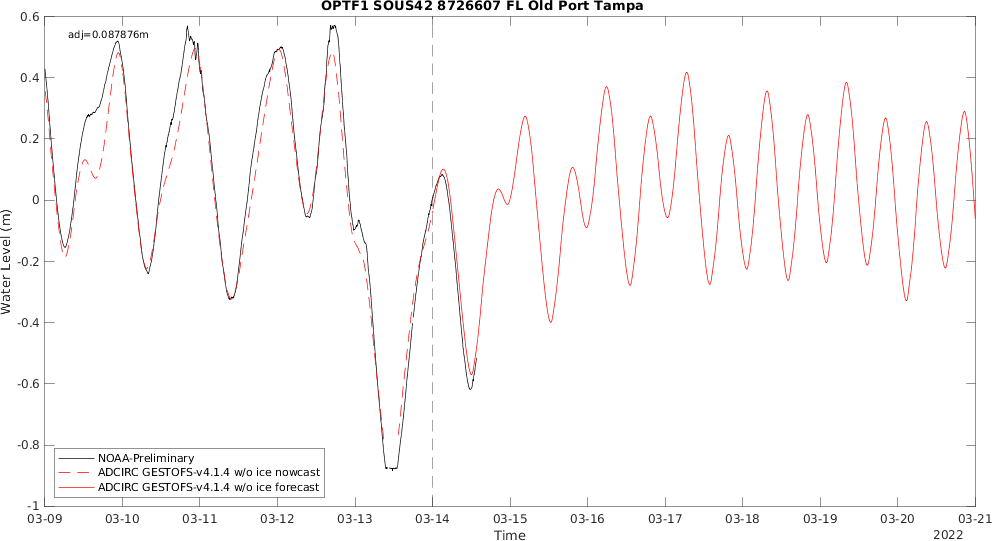 OPTF1 SOUS42 8726607 FL Old Port Tampa
adj=0.087876m
0.6
0.4
0.2
0
-0.2
-0.4
-0.6
-0.8
-1
Water Level (m)
NOAA-Preliminary
ADCIRC GESTOFS-v4.1.4 w/o ice nowcast
ADCIRC GESTOFS-v4.1.4 w/o ice forecast
03-09 03-10 03-11 03-12 03-13 03-14 03-15 03-16 03-17 03-18 03-19 03-20 03-21
Time
2022